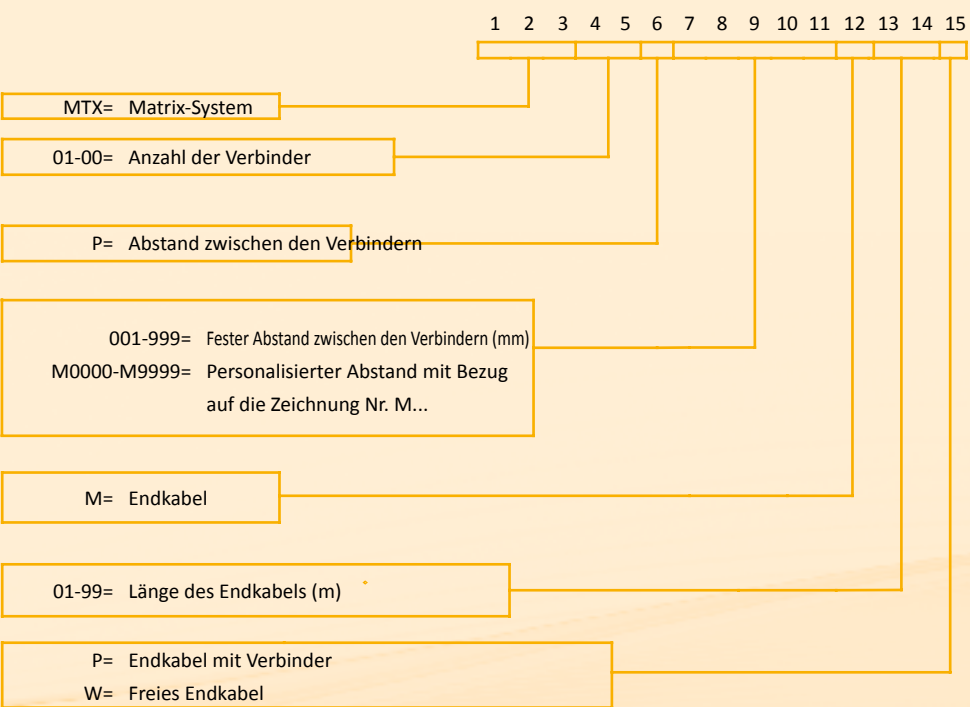 1 2 3 4 5 6 7 8 9 10 11 12 13 14 15
MTX= Matrix-System
01-00= Anzahl der Verbinder
P= Abstand zwischen den Verbindern
001-999= Fester Abstand zwischen den Verbindern (mm)
M0000-M9999= Personalisierter Abstand mit Bezug
auf die Zeichnung Nr. M...
M= Endkabel
01-99= Länge des Endkabels (m)
P= Endkabel mit Verbinder
W= Freies Endkabel